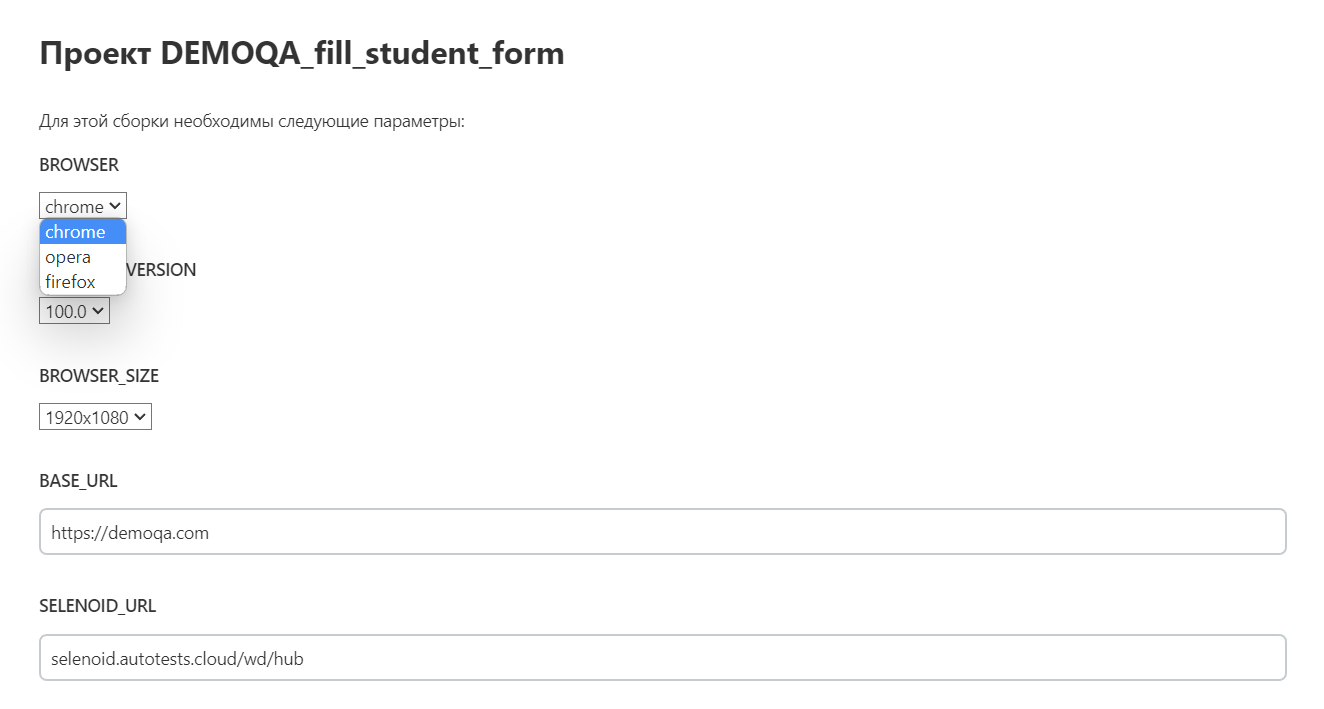 Проект DEMOQA_fill_student_form
Для этой сборки необходимы следующие параметры:
BROWSER
chrome
chrome
opera
firefox
VERSION
100.0
BROWSER_SIZE
1920x1080
BASE_URL
https://demoqa.com
SELENOID_URL
selenoid.autotests.cloud/wd/hub